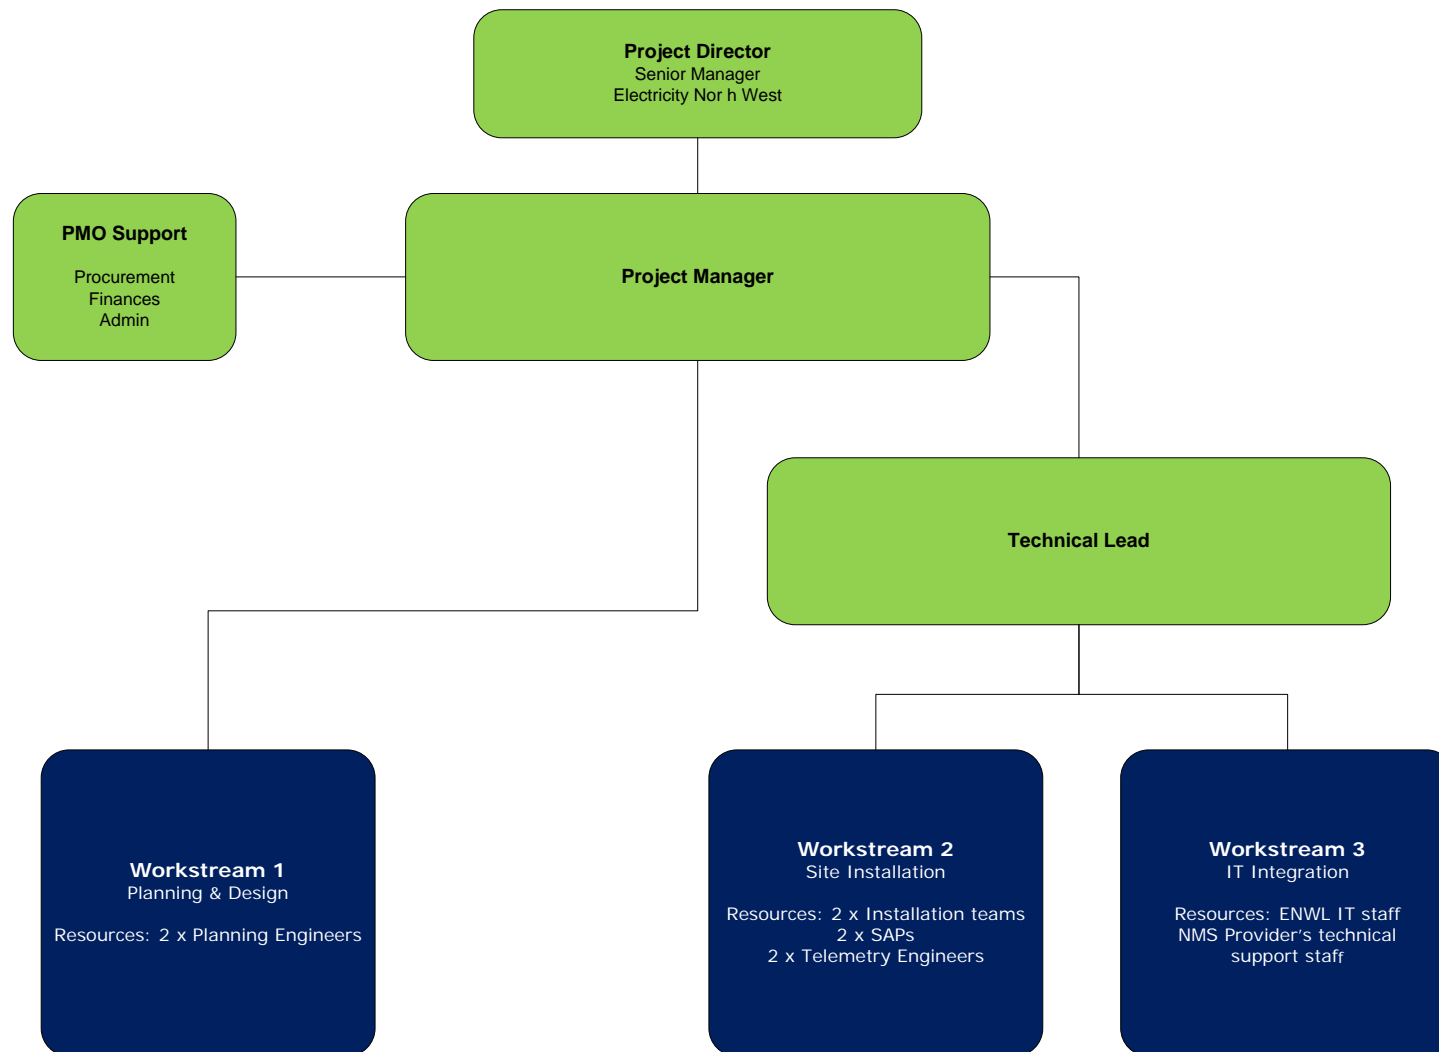 Project Director
Senior Manager
Electricity Nor h West
PMO Support
Procurement
Finances
Admin
Project Manager
Technical Lead
Workstream 1
Planning & Design
Resources: 2 x Planning Engineers
Workstream 2
Site Installation
Resources: 2 x Installation teams
2 x SAPs
2 x Telemetry Engineers
Workstream 3
IT Integration
Resources: ENWL IT staff
NMS Provider's technical
support staff